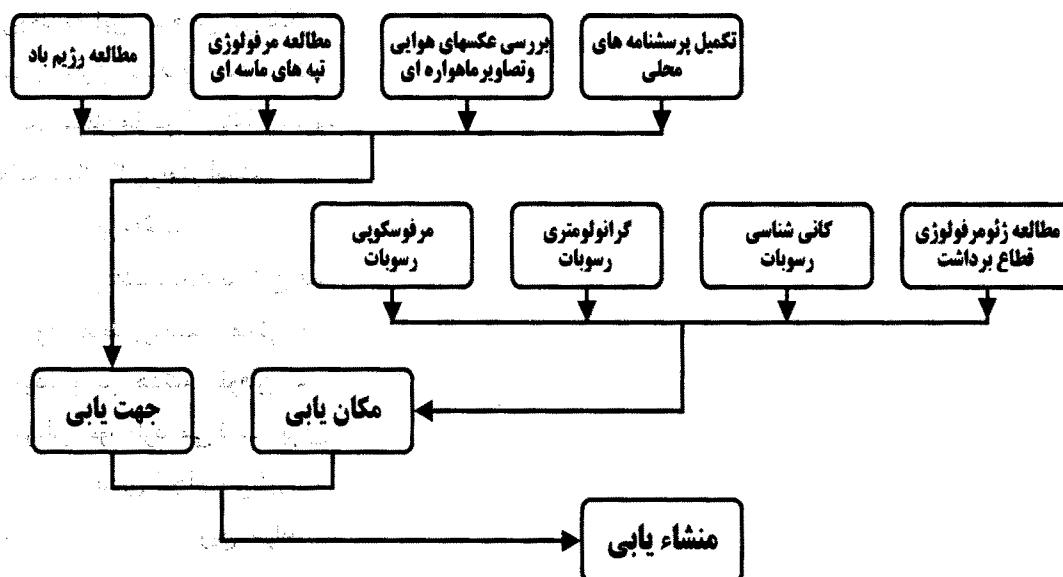 تکمیل پرسشنامه های
محلی
بررسی عکسهای هوایی
وتصاویرماهواره ای
مطالعه مرفولوژی
تپه های ماسه ای
مطالعه رژیم باد
مطالعه ژئومرفولوژی
قطاع برداشت
کانی شناسی
رسوبات
گرانولومتری
رسوبات
مرفوسکوپی
رسوبات
مکان یابی
جهت یابی
منشاء یابی